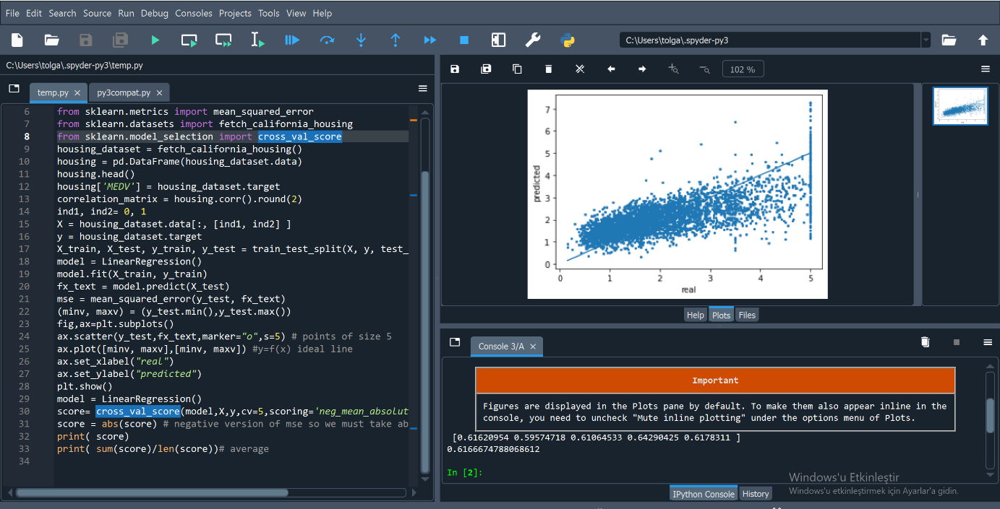 File Edit Search Source Run Debug Consoles Projects Tools View Help
C:\Users\tolga\.spyder-py3
C:\Users\tolga\.spyder-py3\temp.py
temp.py
py3compat.py
6 from sklearn.metrics import mean_squared_error
7 from sklearn.datasets import fetch_california_housing
8 from sklearn.model_selection import cross_val_score
9 housing_dataset = fetch_california_housing()
10 housing = pd.DataFrame(housing_dataset.data)
11 housing.head()
12 housing['MEDV'] = housing_dataset.target
13 correlation_matrix = housing.corr().round(2)
14 ind1, ind2= 0, 1
15 X = housing_dataset.data[:, [ind1, ind2] ]
16 y = housing_dataset.target
17 X_train, X_test, y_train, y_test = train_test_split(X, y, test_
18 model = LinearRegression()
19 model.fit(X_train, y_train)
20 fx_text = model.predict(X_test)
21 mse = mean_squared_error(y_test, fx_text)
22 (minv, maxv) = (y_test.min(),y_test.max())
23 fig,ax=plt.subplots()
24 ax.scatter(y_test,fx_text,marker="o",s=5) # points of size 5
25 ax.plot([minv, maxv],[minv, maxv]) #y=f(x) ideal line
26 ax.set_xlabel("real")
27 ax.set_ylabel("predicted")
28 plt.show()
29 model = LinearRegression()
30 score= cross_val_score(model,X,y,cv=5,scoring='neg_mean_absolut
31 score = abs(score) # negative version of mse so we must take ab
32 print( score)
33 print( sum(score)/len(score))# average
34
102 %
7
6
5
4
3
2
1
0
predicted
0 1 2 3 4 5
real
Help Plots Files
Console 3/A
Important
Figures are displayed in the Plots pane by default. To make them also appear inline in the
console, you need to uncheck "Mute inline plotting" under the options menu of Plots.
[0.61620954 0.59574718 0.61064533 0.64290425 0.6178311 ]
0.6166674788068612
In [2]:
Windows'u Etkinleştir
Windows'u etkinleştirmek için Ayarlar'a gidin.
IPython Console History